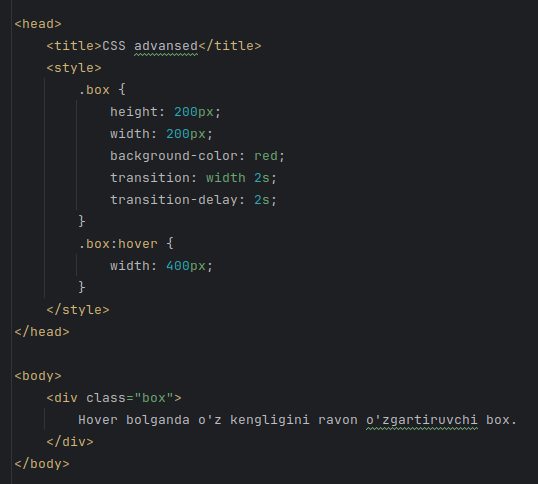 <head>
    <title>CSS advansed</title>
    <style>
        .box {
            height: 200px;
            width: 200px;
            background-color: red;
            transition: width 2s;
            transition-delay: 2s;
        }
        .box:hover {
            width: 400px;
        }
    </style>
</head>

<body>
    <div class="box">
        Hover bolganda o'z kengligini ravon o'zgartiruvchi box.
    </div>
</body>